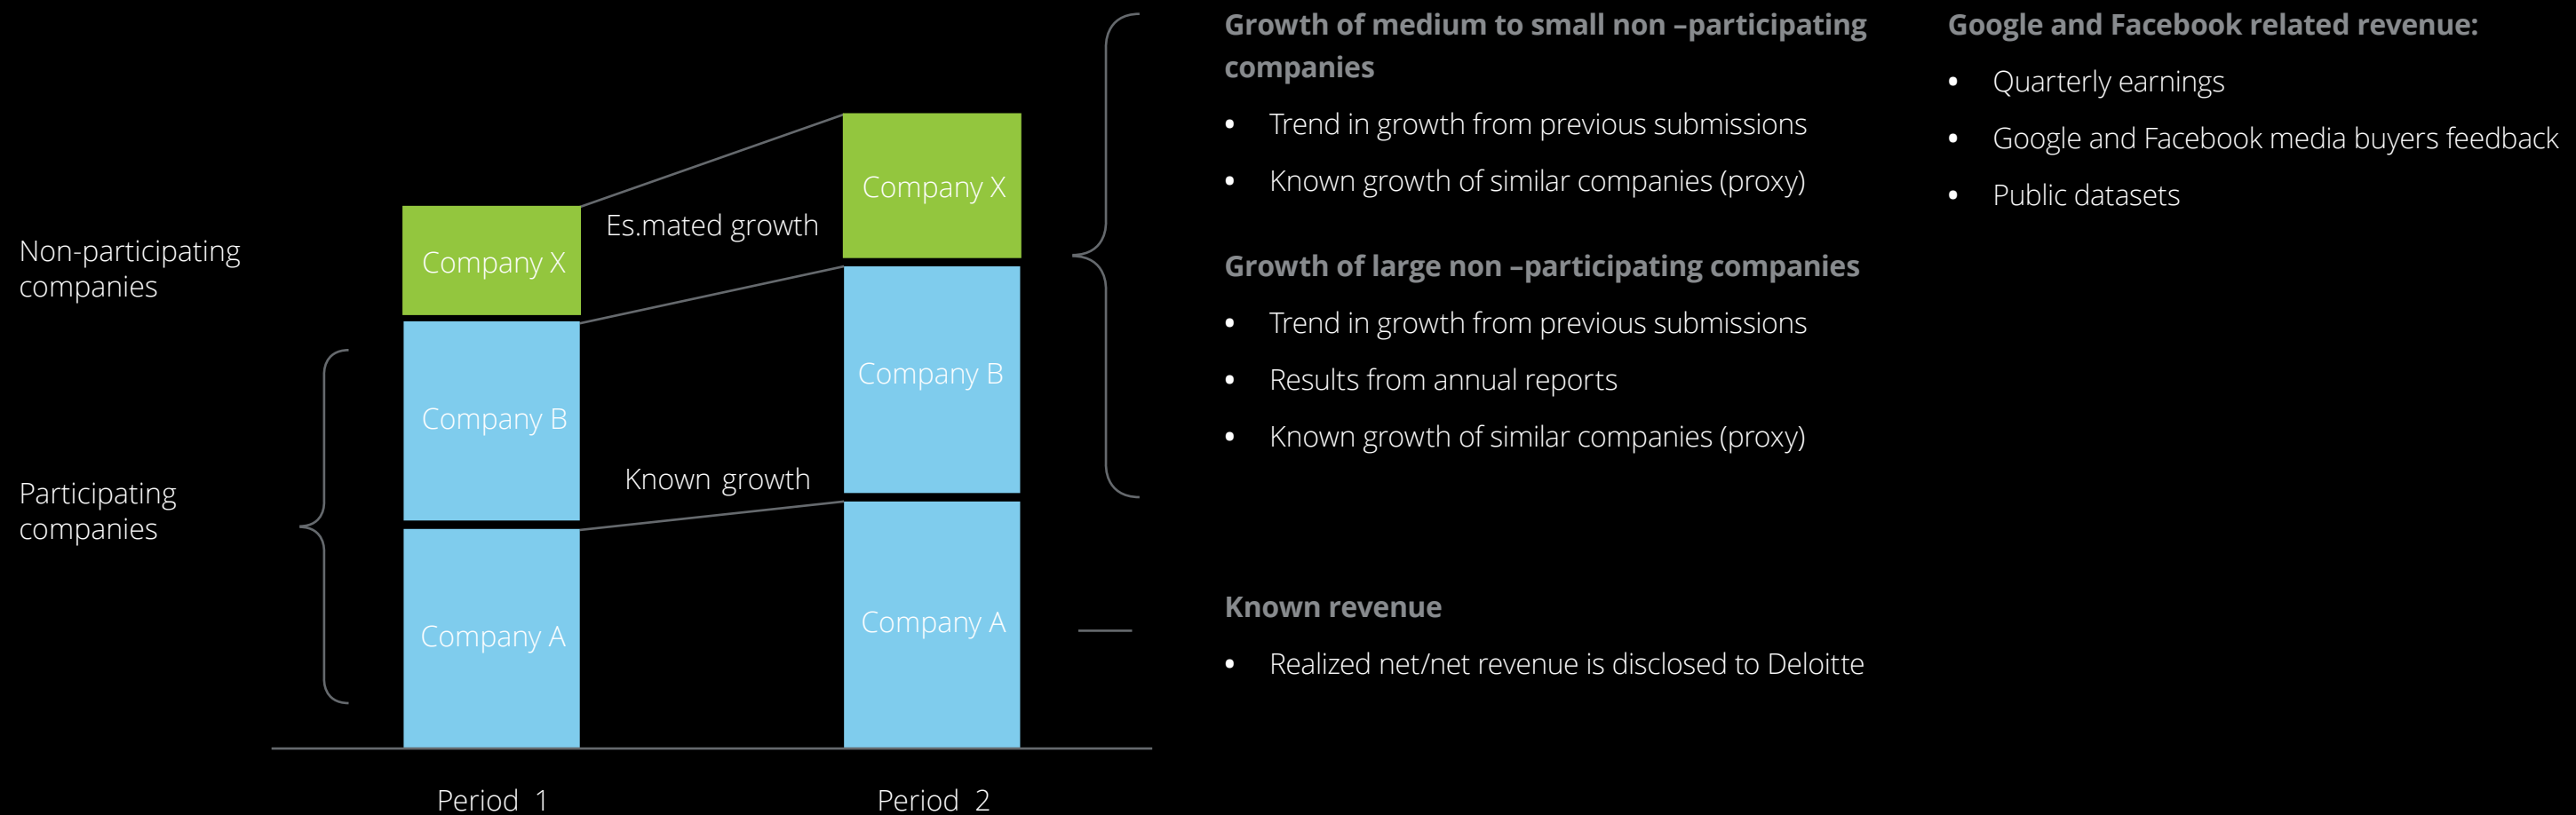 Non-participating
companies
Participating
companies
Company X
Company B
Company A
Es.mated growth
Known growth
Company X
Company B
Company A
Period 1
Period 2
Growth of medium to small non –participating
companies
• Trend in growth from previous submissions
• Known growth of similar companies (proxy)
Growth of large non –participating companies
• Trend in growth from previous submissions
• Results from annual reports
• Known growth of similar companies (proxy)
Known revenue
• Realized net/net revenue is disclosed to Deloitte
Google and Facebook related revenue:
• Quarterly earnings
• Google and Facebook media buyers feedback
• Public datasets